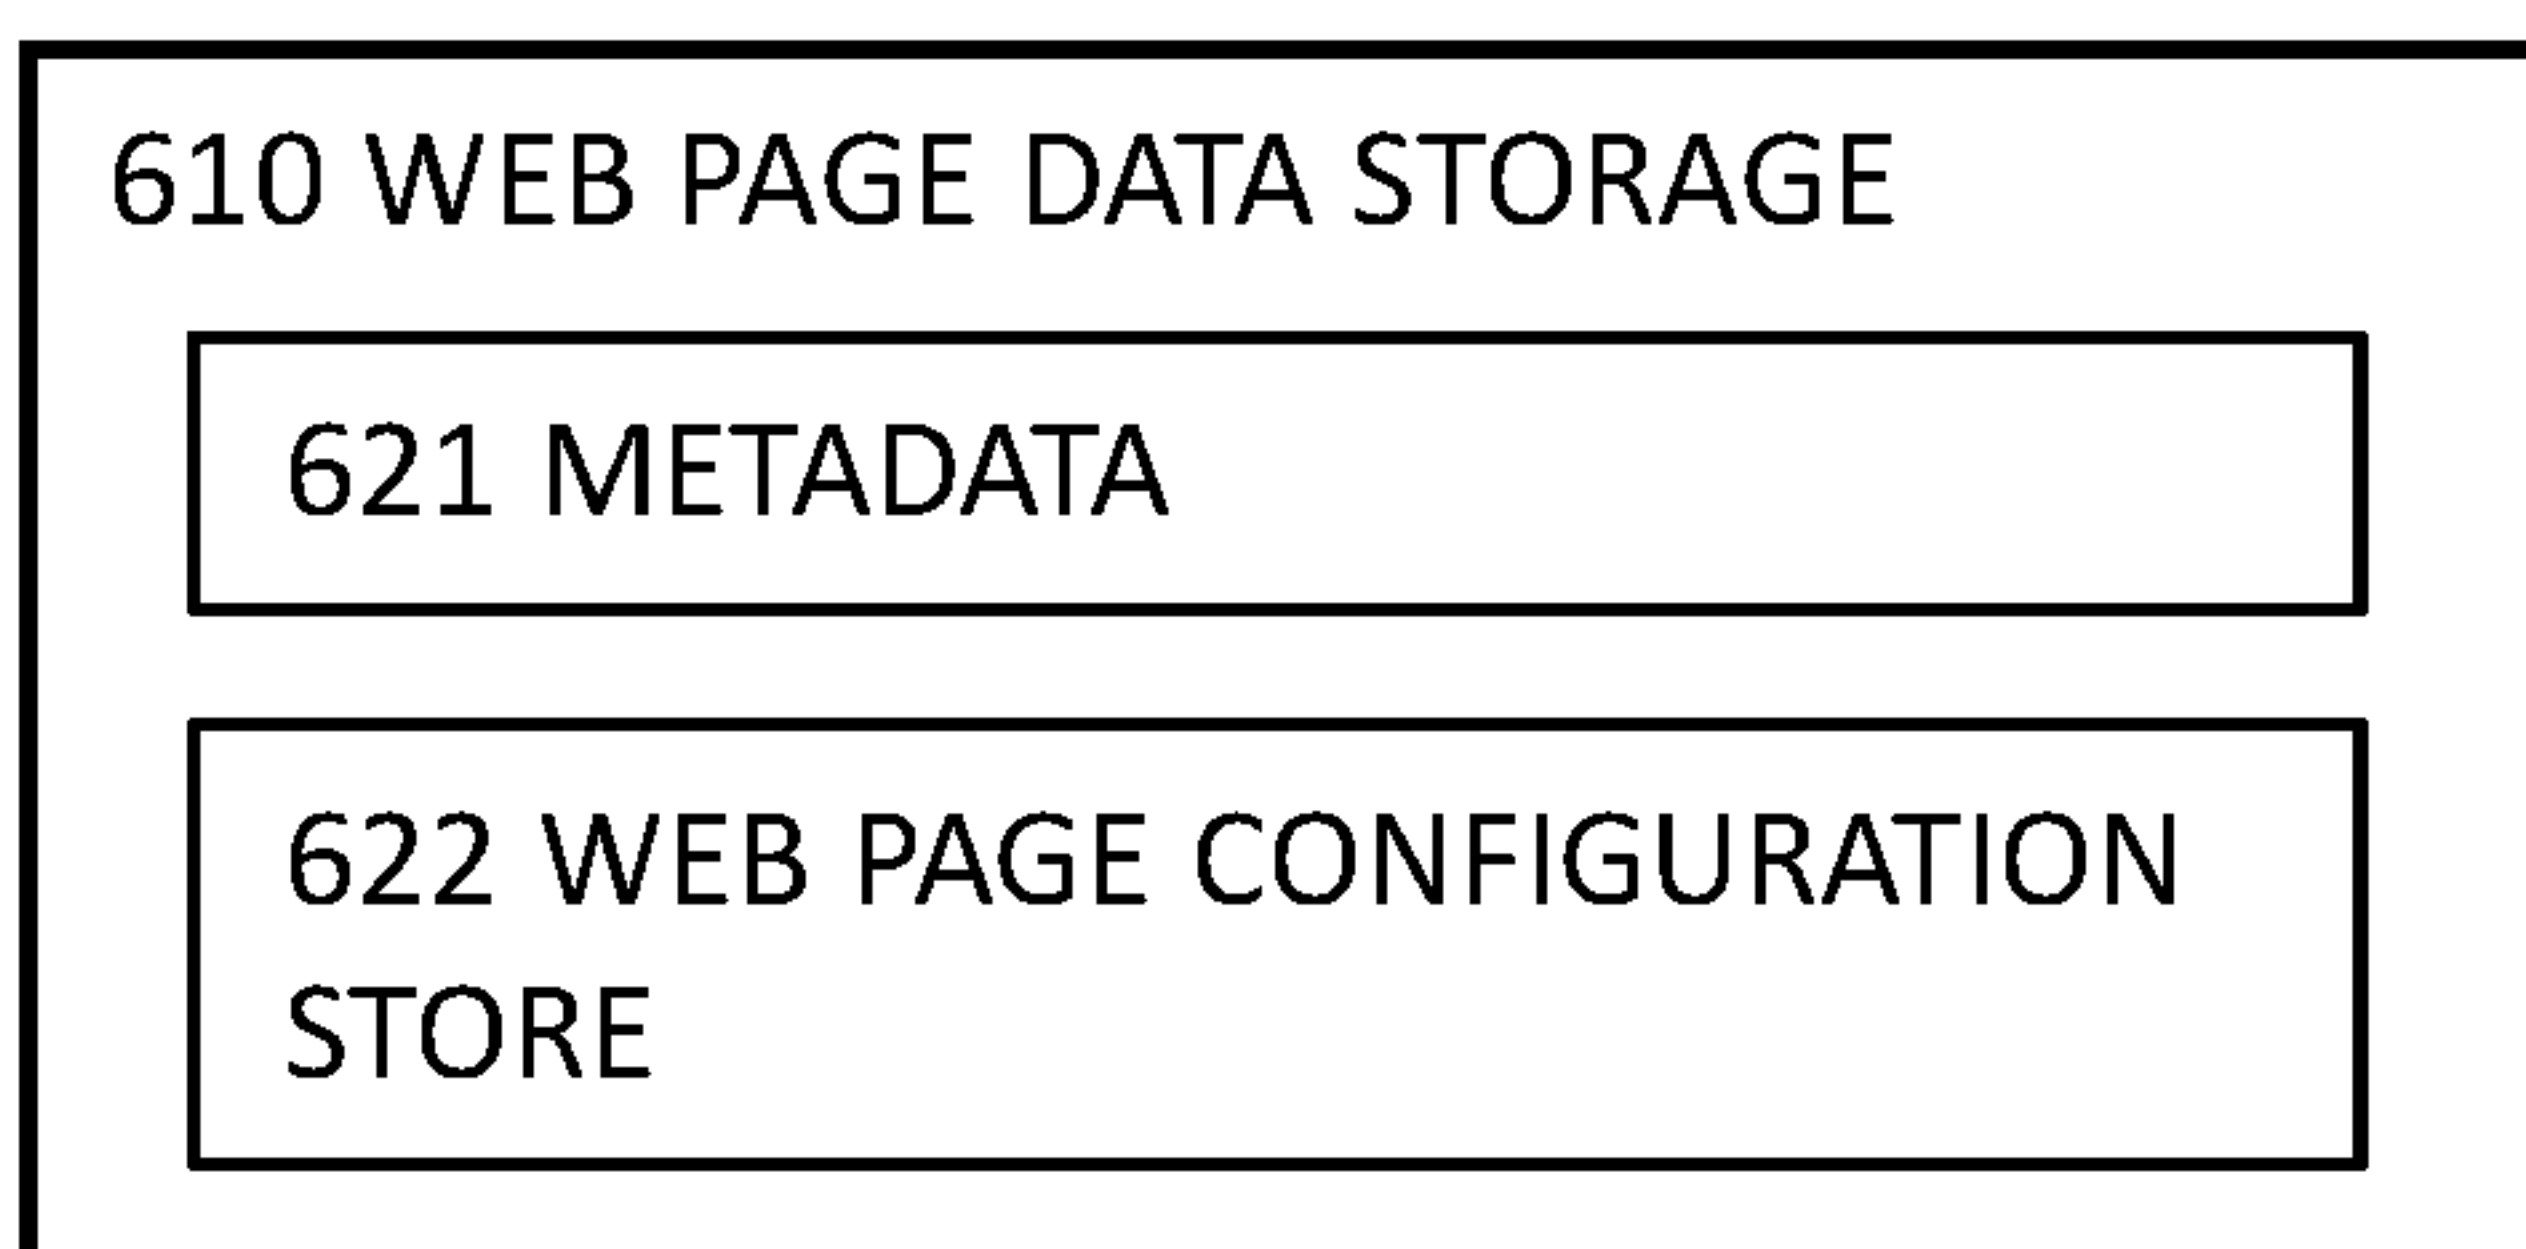 610 WEB PAGE DATA STORAGE
621 METADATA
622 WEB PAGE CONFIGURATION
STORE